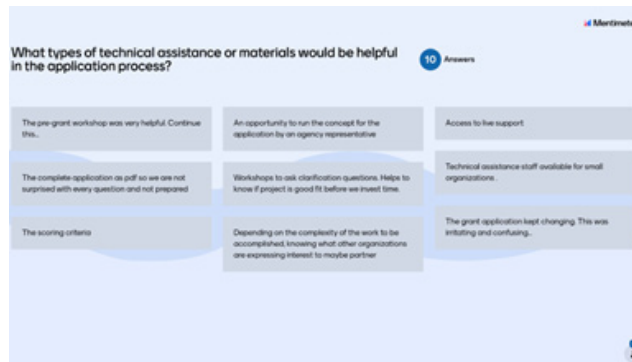 Mentimete
What types of technical assistance or materials would be helpful
in the application process?
10 Answers
The pre-grant workshop was very helpful. Continue
this...
An opportunity to run the concept for the
application by an agency representative
Access to live support
The complete application as pdf so we are not
surprised with every question and not prepared
Workshops to ask clarification questions. Helps to
know if project is good fit before we invest time.
Technical assistance staff available for small
organizations .
The scoring criteria
Depending on the complexity of the work to be
accomplished, knowing what other organizations
are expressing interest to maybe partner
The grant application kept changing. This was
irritating and confusing...